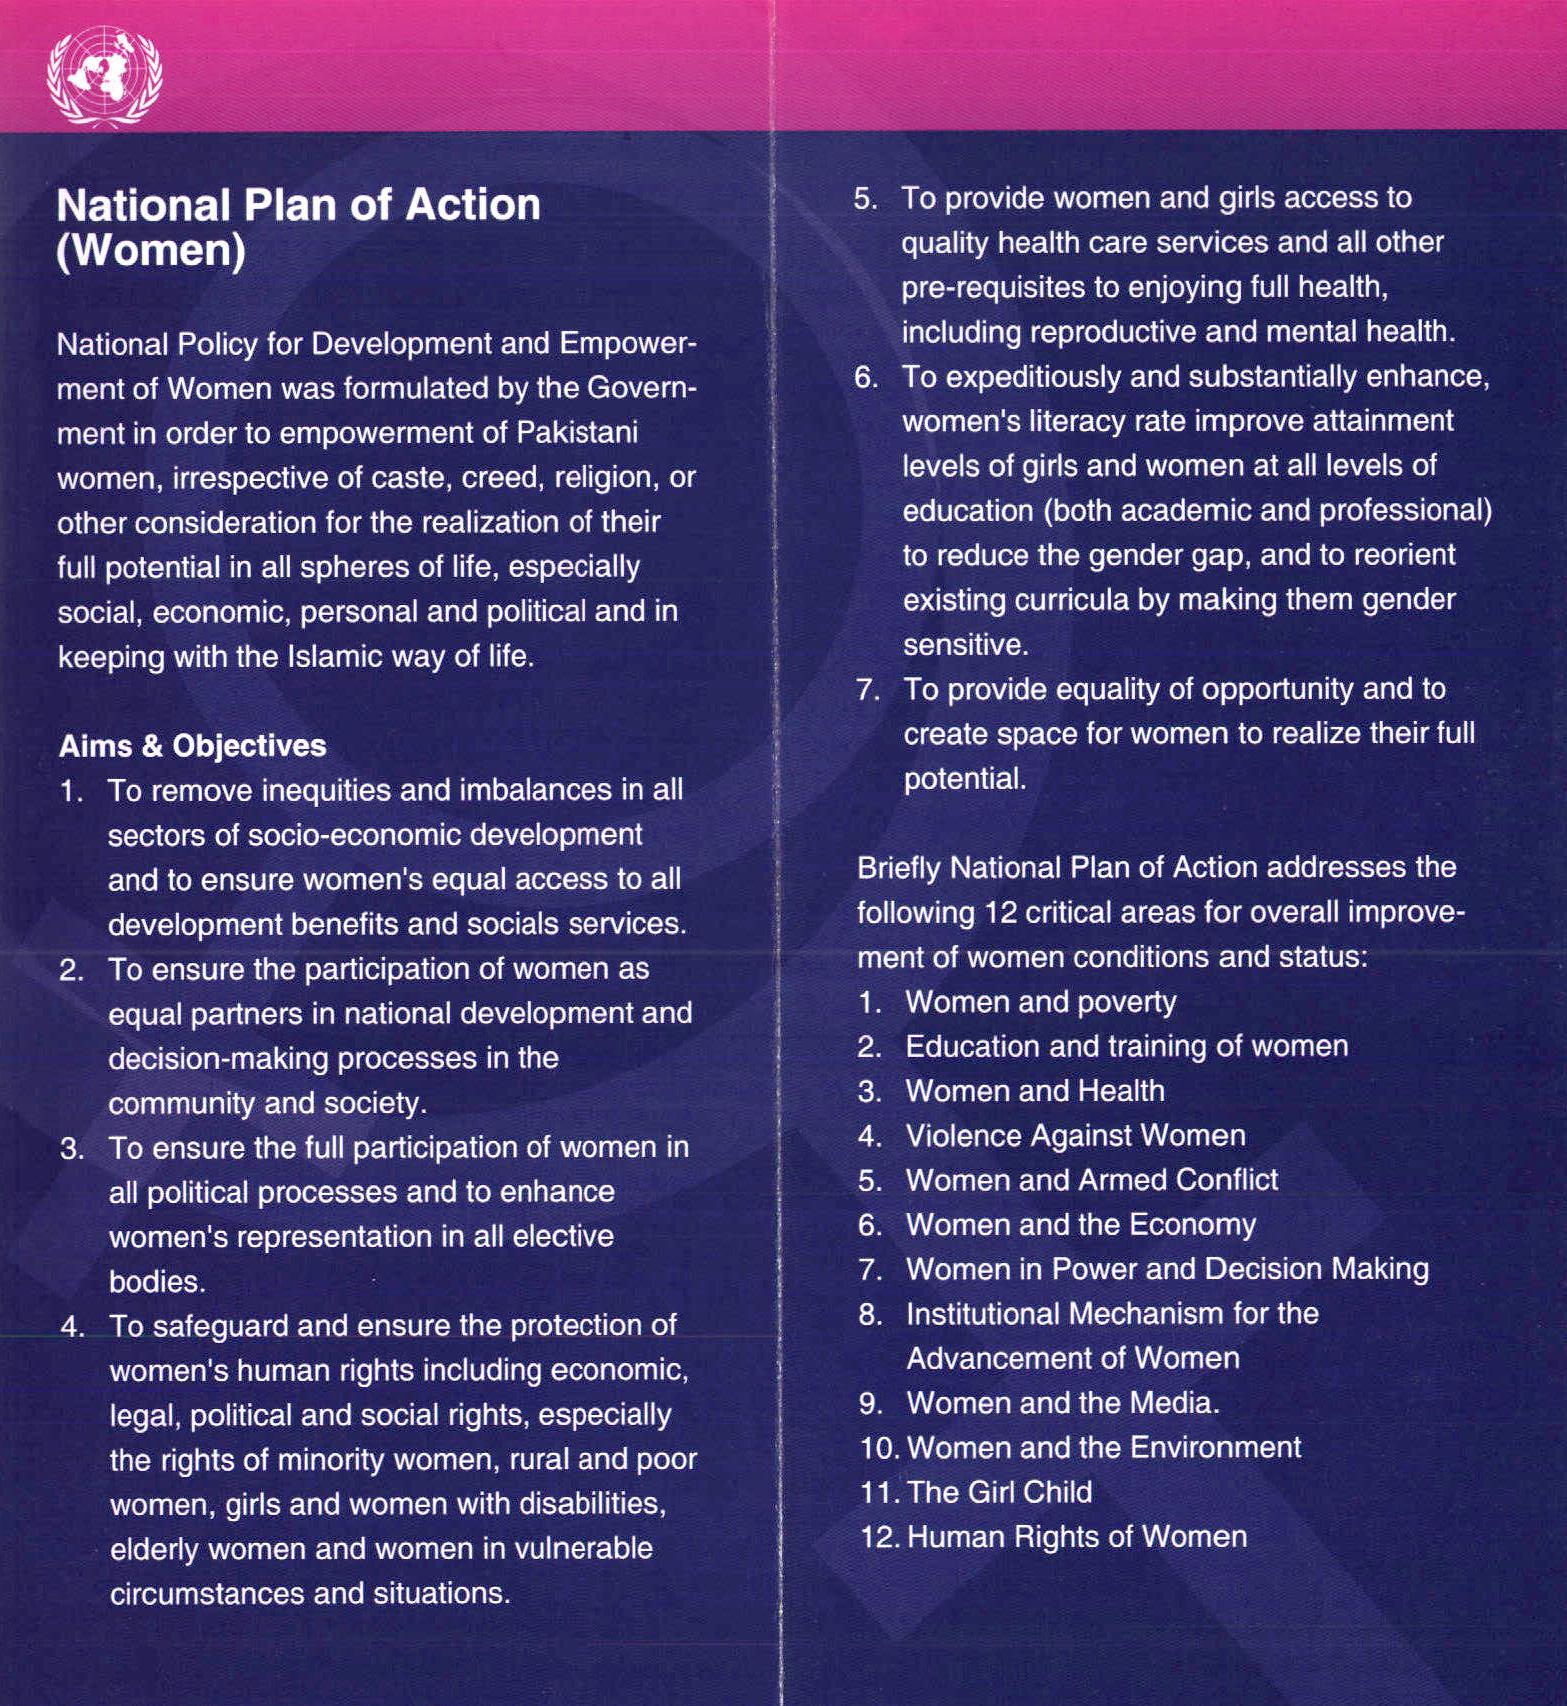 National Plan of Action
(Women)
National Policy for Development and Empower-
ment of Women was formulated by the Govern-
ment in order to empowerment of Pakistani
women, irrespective of caste, creed, religion, or
other consideration for the realization of their
full potential in all spheres of life, especially
social, economic, personal and political and in
keeping with the Islamic way of life.
Aims & Objectives
1. To remove inequities and imbalances in all
sectors of socio-economic development
and to ensure women's equal access to all
development benefits and socials services.
2. To ensure the participation of women as
equal partners in national development and
decision-making processes in the
community and society.
3. To ensure the full participation of women in
all political processes and to enhance
women's representation in all elective
bodies.
4. To safeguard and ensure the protection of
women's human rights including economic,
legal, political and social rights, especially
the rights of minority women, rural and poor
women, girls and women with disabilities,
elderly women and women in vulnerable
circumstances and situations.
5. To provide women and girls access to
quality health care services and all other
pre-requisites to enjoying full health,
including reproductive and mental health.
6. To expeditiously and substantially enhance,
women's literacy rate improve attainment
levels of girls and women at all levels of
education (both academic and professional)
to reduce the gender gap, and to reorient
existing curricula by making them gender
sensitive.
7. To provide equality of opportunity and to
create space for women to realize their full
potential.
Briefly National Plan of Action addresses the
following 12 critical areas for overall improve-
ment of women conditions and status:
1. Women and poverty
2. Education and training of women
3. Women and Health
4. Violence Against Women
5. Women and Armed Conflict
6. Women and the Economy
7. Women in Power and Decision Making
8. Institutional Mechanism for the
Advancement of Women
9. Women and the Media.
10. Women and the Environment
11. The Girl Child
12. Human Rights of Women